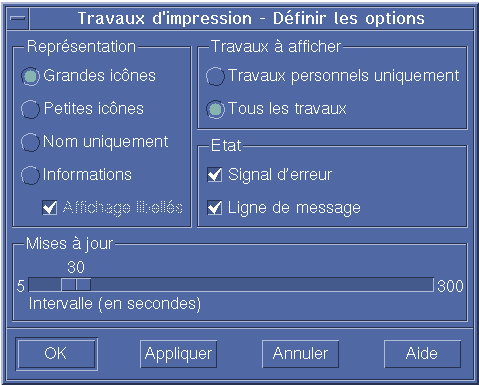 Travaux d'impression - Définir les options
Représentation
Grandes icônes
Petites icônes
Nom uniquement
Informations
Affichage libellés
Travaux à afficher
Travaux personnels uniquement
Tous les travaux
Etat
Signal d'erreur
Ligne de message
Mises à jour
30
5
300
Intervalle (en secondes)
OK
Appliquer
Annuler
Aide